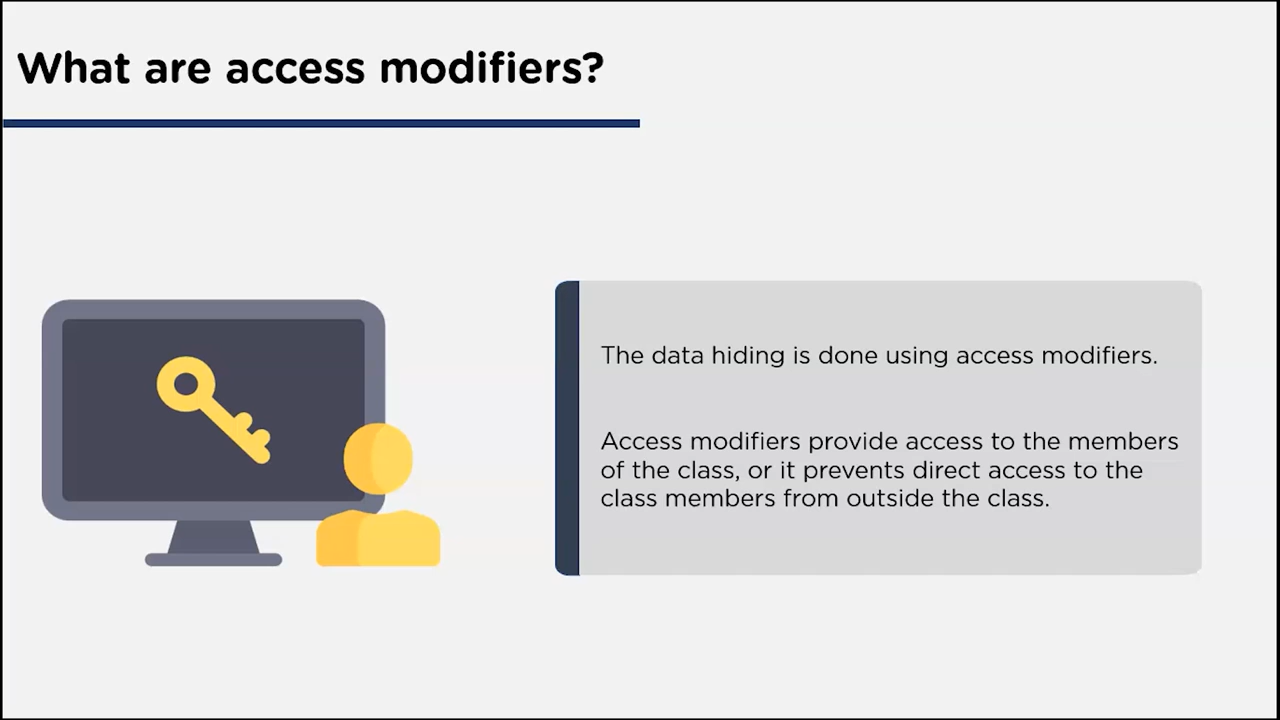 What are access modifiers?
The data hiding is done using access modifiers.
Access modifiers provide access to the members
of the class, or it prevents direct access to the
class members from outside the class.